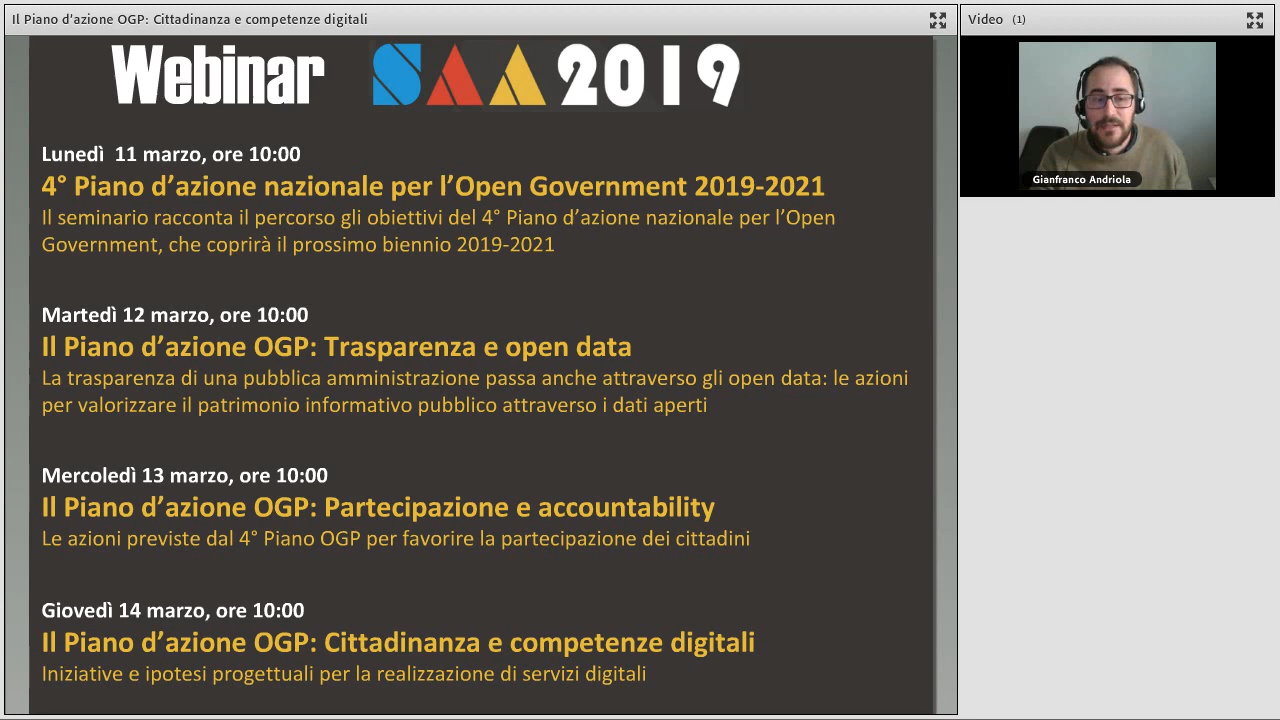 Il Piano d'azione OGP: Cittadinanza e competenze digitali
Video (1)
Webinar SAA 2019
Gianfranco Andriola
Lunedì 11 marzo, ore 10:00
4° Piano d’azione nazionale per l’Open Government 2019-2021
Il seminario racconta il percorso gli obiettivi del 4° Piano d’azione nazionale per l’Open
Government, che coprirà il prossimo biennio 2019-2021
Martedì 12 marzo, ore 10:00
Il Piano d’azione OGP: Trasparenza e open data
La trasparenza di una pubblica amministrazione passa anche attraverso gli open data: le azioni
per valorizzare il patrimonio informativo pubblico attraverso i dati aperti
Mercoledì 13 marzo, ore 10:00
Il Piano d’azione OGP: Partecipazione e accountability
Le azioni previste dal 4° Piano OGP per favorire la partecipazione dei cittadini
Giovedì 14 marzo, ore 10:00
Il Piano d’azione OGP: Cittadinanza e competenze digitali
Iniziative e ipotesi progettuali per la realizzazione di servizi digitali